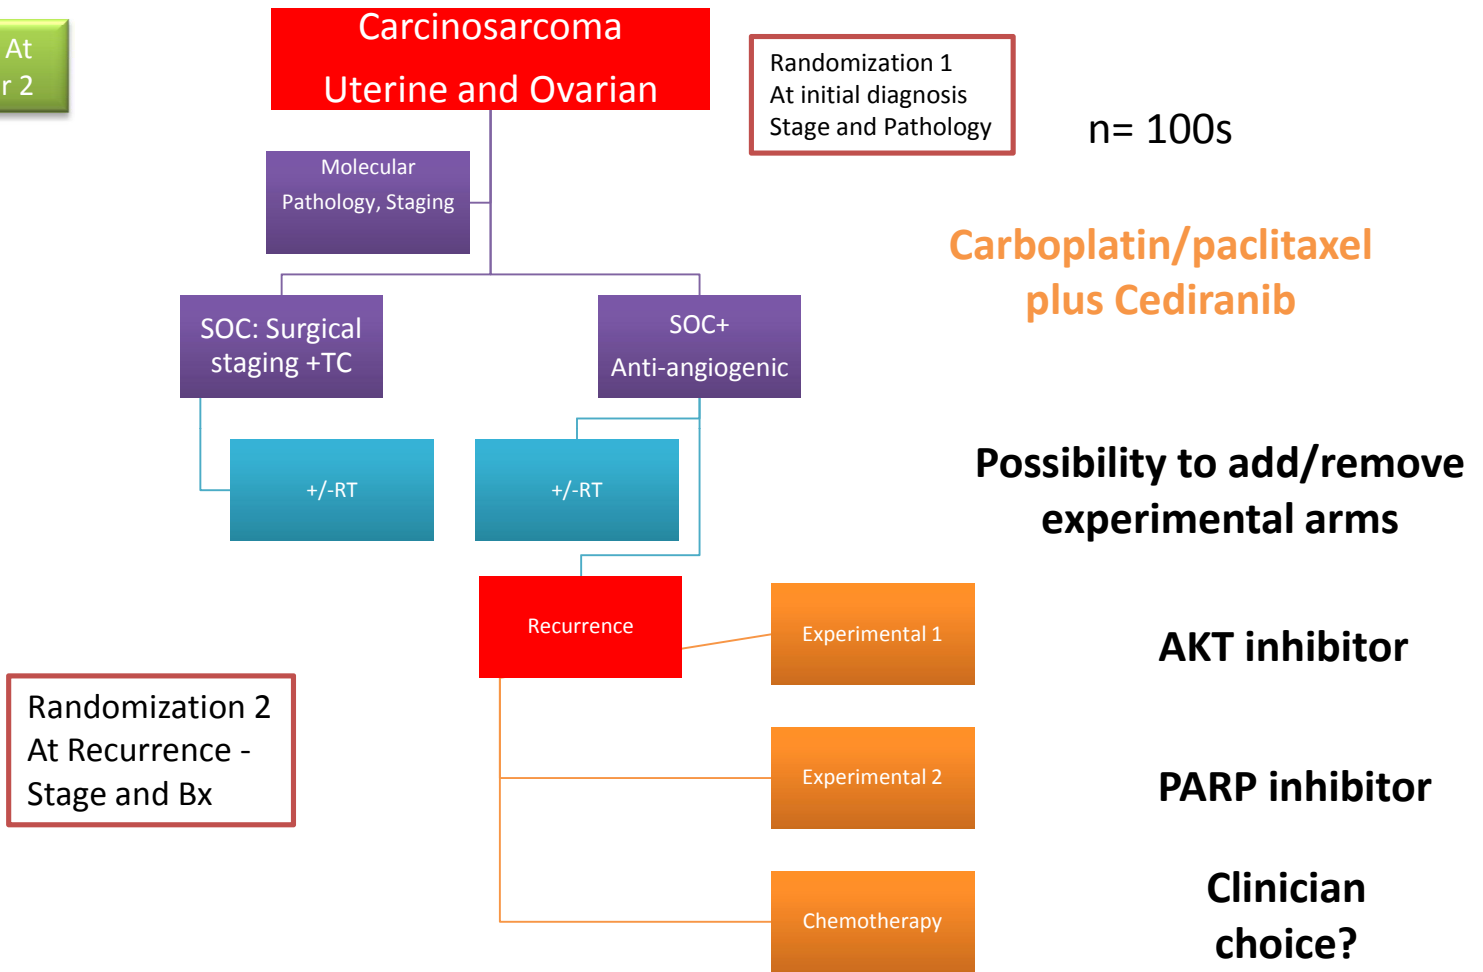 At
r 2
Carcinosarcoma
Uterine and Ovarian
Randomization 1
At initial diagnosis
Stage and Pathology
n= 100s
Molecular
Pathology, Staging
Carboplatin/paclitaxel
plus Cediranib
SOC: Surgical
staging +TC
SOC+
Anti-angiogenic
+/-RT
+/-RT
Possibility to add/remove
experimental arms
Recurrence
Experimental 1
AKT inhibitor
Randomization 2
At Recurrence -
Stage and Bx
Experimental 2
PARP inhibitor
Chemotherapy
Clinician
choice?